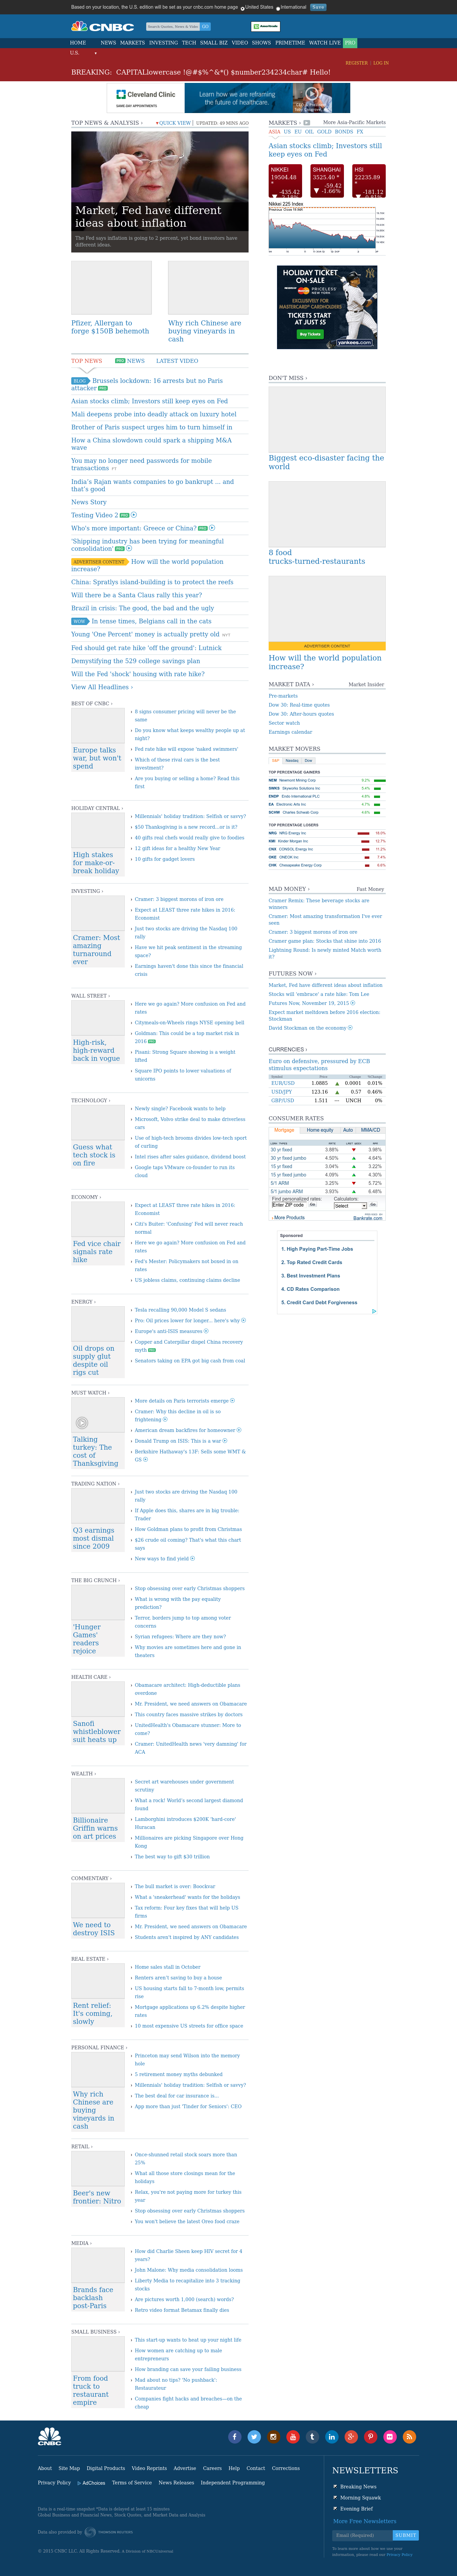 Based on your location, the U.S. edition will be set as your cnbc.com home page United States International Save
CNBC
Search Quotes, News & Video GO
HOME NEWS MARKETS INVESTING TECH SMALL BIZ VIDEO SHOWS PRIMETIME WATCH LIVE PRO
U.S.
REGISTER | LOG IN
BREAKING: CAPITALlowercase !@#$%^&*() $number234234char# Hello!
Cleveland Clinic
SAME-DAY APPOINTMENTS
Learn how we are reframing the future of healthcare
TOP NEWS & ANALYSIS
QUICK VIEW | UPDATED: 49 MINS AGO
Market, Fed have different ideas about inflation
The Fed says inflation is going to 2 percent, yet bond investors have different ideas.
Pfizer, Allergan to forge $150B behemoth
Why rich Chinese are buying vineyards in cash
TOP NEWS PRO NEWS LATEST VIDEO
BLOG Brussels lockdown: 16 arrests but no Paris attacker PRO
Asian stocks climb; Investors still keep eyes on Fed
Mali deepens probe into deadly attack on luxury hotel
Brother of Paris suspect urges him to turn himself in
How a China slowdown could spark a shipping M&A wave
You may no longer need passwords for mobile transactions FT
India's Rajan wants companies to go bankrupt ... and that's good
News Story
Testing Video 2 PRO
Who's more important: Greece or China? PRO
'Shipping industry has been trying for meaningful consolidation' PRO
ADVERTISER CONTENT How will the world population increase?
China: Spratlys island-building is to protect the reefs
Will there be a Santa Claus rally this year?
Brazil in crisis: The good, the bad and the ugly
WOW In tense times, Belgians call in the cats
Young 'One Percent' money is actually pretty old NYT
Fed should get rate hike 'off the ground': Lutnick
Demystifying the 529 college savings plan
Will the Fed 'shock' housing with rate hike?
View All Headlines
BEST OF CNBC
Europe talks war, but won't spend
8 signs consumer pricing will never be the same
Do you know what keeps wealthy people up at night?
Fed rate hike will expose 'naked swimmers'
Which of these rival cars is the best investment?
Are you buying or selling a home? Read this first
HOLIDAY CENTRAL
High stakes for make-or-break holiday
Millennials' holiday tradition: Selfish or savvy?
$50 Thanksgiving is a new record...or is it?
40 gifts real chefs would really give to foodies
12 gift ideas for a healthy New Year
10 gifts for gadget lovers
INVESTING
Cramer: Most amazing turnaround ever
Cramer: 3 biggest morons of iron ore
Expect at LEAST three rate hikes in 2016: Economist
Just two stocks are driving the Nasdaq 100 rally
Have we hit peak sentiment in the streaming space?
Earnings haven't done this since the financial crisis
WALL STREET
High-risk, high-reward back in vogue
Here we go again? More confusion on Fed and rates
Citymeals-on-Wheels rings NYSE opening bell
Goldman: This could be a top market risk in 2016 PRO
Pisani: Strong Square showing is a weight lifted
Square IPO points to lower valuations of unicorns
TECHNOLOGY
Guess what tech stock is on fire
Newly single? Facebook wants to help
Microsoft, Volvo strike deal to make driverless cars
Use of high-tech brooms divides low-tech sport of curling
Intel rises after sales guidance, dividend boost
Google taps VMware co-founder to run its cloud
ECONOMY
Fed vice chair signals rate hike
Expect at LEAST three rate hikes in 2016: Economist
Citi's Buiter: 'Confusing' Fed will never reach normal
Here we go again? More confusion on Fed and rates
Fed's Mester: Policymakers not boxed in on rates
US jobless claims, continuing claims decline
ENERGY
Oil drops on supply glut despite oil rigs cut
Tesla recalling 90,000 Model S sedans
Pro: Oil prices lower for longer... here's why
Europe's anti-ISIS measures
Copper and Caterpillar dispel China recovery myth PRO
Senators taking on EPA got big cash from coal
MUST WATCH
Talking turkey: The cost of Thanksgiving
More details on Paris terrorists emerge
Cramer: Why this decline in oil is so frightening
American dream backfires for homeowner
Donald Trump on ISIS: This is a war
Berkshire Hathaway's 13F: Sells some WMT & GS
TRADING NATION
Q3 earnings most dismal since 2009
Just two stocks are driving the Nasdaq 100 rally
If Apple does this, shares are in big trouble: Trader
How Goldman plans to profit from Christmas
$26 crude oil coming? That's what this chart says
New ways to find yield
THE BIG CRUNCH
'Hunger Games' readers rejoice
Stop obsessing over early Christmas shoppers
What is wrong with the pay equality prediction?
Terror, borders jump to top among voter concerns
Syrian refugees: Where are they now?
Why movies are sometimes here and gone in theaters
HEALTH CARE
Sanofi whistleblower suit heats up
Obamacare architect: High-deductible plans overdone
Mr. President, we need answers on Obamacare
This country faces massive strikes by doctors
UnitedHealth's Obamacare stunner: More to come?
Cramer: UnitedHealth news 'very damning' for ACA
WEALTH
Billionaire Griffin warns on art prices
Secret art warehouses under government scrutiny
What a rock! World's second largest diamond found
Lamborghini introduces $200K 'hard-core' Huracan
Millionaires are picking Singapore over Hong Kong
The best way to gift $30 trillion
COMMENTARY
We need to destroy ISIS
The bull market is over: Boockvar
What a 'sneakerhead' wants for the holidays
Tax reform: Four key fixes that will help US firms
Mr. President, we need answers on Obamacare
Students aren't inspired by ANY candidates
REAL ESTATE
Rent relief: It's coming, slowly
Home sales stall in October
Renters aren't saving to buy a house
US housing starts fall to 7-month low, permits rise
Mortgage applications up 6.2% despite higher rates
10 most expensive US streets for office space
PERSONAL FINANCE
Why rich Chinese are buying vineyards in cash
Princeton may send Wilson into the memory hole
5 retirement money myths debunked
Millennials' holiday tradition: Selfish or savvy?
The best deal for car insurance is...
App more than just 'Tinder for Seniors': CEO
RETAIL
Beer's new frontier: Nitro
Once-shunned retail stock soars more than 25%
What all those store closings mean for the holidays
Relax, you're not paying more for turkey this year
Stop obsessing over early Christmas shoppers
You won't believe the latest Oreo food craze
MEDIA
Brands face backlash post-Paris
How did Charlie Sheen keep HIV secret for 4 years?
John Malone: Why media consolidation looms
Liberty Media to recapitalize into 3 tracking stocks
Are pictures worth 1,000 (search) words?
Retro video format Betamax finally dies
SMALL BUSINESS
From food truck to restaurant empire
This start-up wants to heat up your night life
How women are catching up to male entrepreneurs
How branding can save your failing business
Mad about no tips? 'No pushback': Restaurateur
Companies fight hacks and breaches—on the cheap
MARKETS
More Asia-Pacific Markets
ASIA US EU OIL GOLD BONDS FX
Asian stocks climb; Investors still keep eyes on Fed
NIKKEI 19504.48 -435.42
SHANGHAI 3525.40 -59.42 -1.66%
HSI 22235.89 -181.12
Nikkei 225 index
HOLIDAY TICKET ON-SALE
MASTERCARD HOLDERS
TICKETS START AT JUST $5
Buy Tickets
yankees.com
DON'T MISS
Biggest eco-disaster facing the world
8 food trucks-turned-restaurants
ADVERTISER CONTENT
How will the world population increase?
MARKET DATA
Market Insider
Pre-markets
Dow 30: Real-time quotes
Dow 30: After-hours quotes
Sector watch
Earnings calendar
MARKET MOVERS
S&P Nasdaq Dow
TOP PERCENTAGE GAINERS
NEM Newmont Mining Corp
SWKS Skyworks Solutions Inc
ENDP Endo International PLC
EA Electronic Arts Inc
SCHW Charles Schwab Corp
TOP PERCENTAGE LOSERS
NRG NRG Energy Inc
KMI Kinder Morgan Inc
CNX CONSOL Energy Inc
OKE ONEOK Inc
CHK Chesapeake Energy Corp
MAD MONEY
Fast Money
Cramer Remix: These beverage stocks are winners
Cramer: Most amazing transformation I've ever seen
Cramer: 3 biggest morons of iron ore
Cramer game plan: Stocks that shine into 2016
Lightning Round: Is newly minted Match worth it?
FUTURES NOW
Market, Fed have different ideas about inflation
Stocks will 'embrace' a rate hike: Tom Lee
Futures Now, November 19, 2015
Expect market meltdown before 2016 election: Stockman
David Stockman on the economy
CURRENCIES
Euro on defensive, pressured by ECR stimulus expectations
Symbol Price Change %Change
EUR/USD 1.0885 0.0001 0.01%
USD/JPY 123.16 0.57 0.46%
GBP/USD 1.511 — UNCH 0%
CONSUMER RATES
Mortgage Home equity Auto MMA/CD
30 yr fixed 3.88% 3.98%
30 yr fixed jumbo 4.50% 4.64%
15 yr fixed 3.04% 3.22%
15 yr fixed jumbo 4.09% 4.30%
5/1 ARM 3.25% 5.72%
5/1 jumbo ARM 3.93% 6.48%
Find personalized rates: Calculators:
Enter ZIP code Go Select Go
More Products
Bankrate.com
Sponsored
1. High Paying Part-Time Jobs
2. Top Rated Credit Cards
3. Best Investment Plans
4. CD Rates Comparison
5. Credit Card Debt Forgiveness
CNBC
About Site Map Digital Products Video Reprints Advertise Careers Help Contact Corrections
Privacy Policy AdChoices Terms of Service News Releases Independent Programming
NEWSLETTERS
Breaking News
Morning Squawk
Evening Brief
More Free Newsletters
Email (Required) SUBMIT
To learn more about how we use your information, please read our Privacy Policy
Data is a real-time snapshot *Data is delayed at least 15 minutes
Global Business and Financial News, Stock Quotes, and Market Data and Analysis
Data also provided by THOMSON REUTERS
© 2015 CNBC LLC. All Rights Reserved. A Division of NBCUniversal